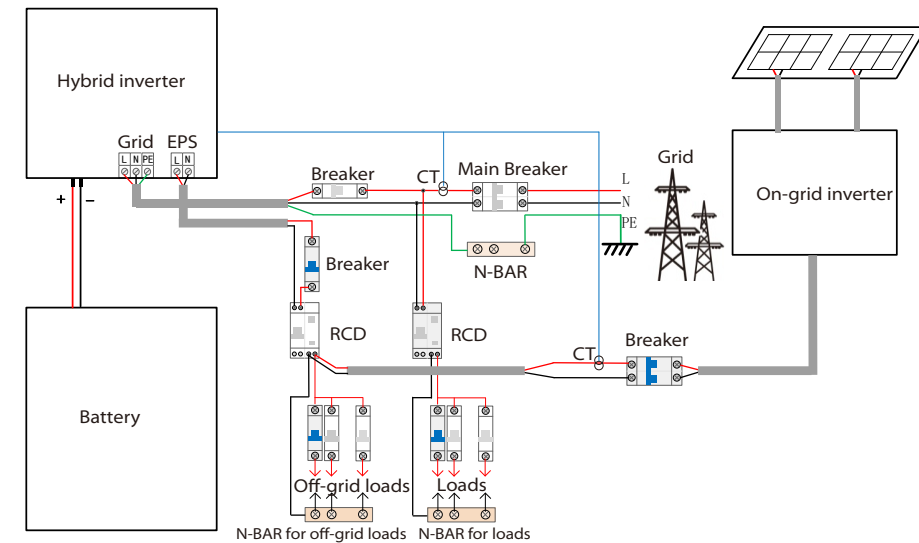 Hybrid inverter
Grid EPS
L N PE L N
+ –
Breaker
CT
Main Breaker
L
N
PE
Grid
On-grid inverter
N-BAR
Breaker
RCD
RCD
CT
Breaker
Battery
Off-grid loads
Loads
N-BAR for off-grid loads
N-BAR for loads